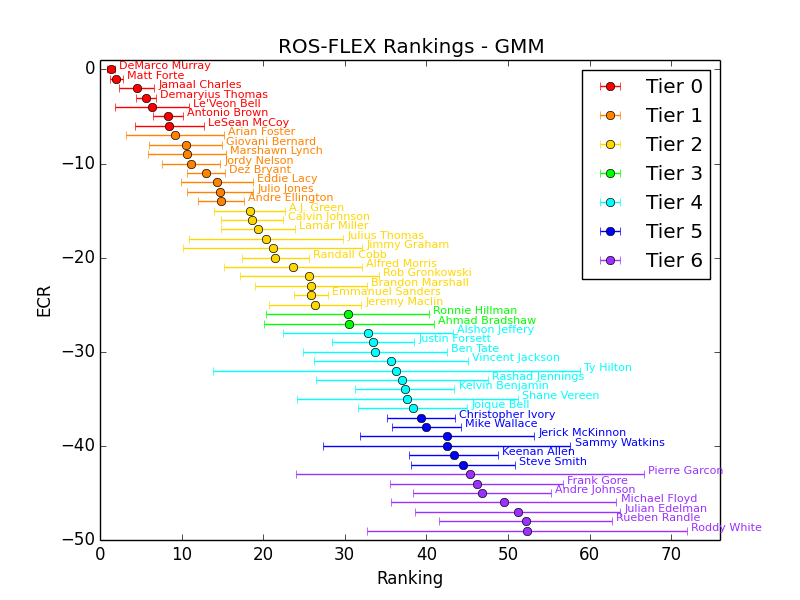 ROS-FLEX Rankings - GMM
DeMarco Murray
Matt Forte
Jamaal Charles
Demaryius Thomas
Le'Veon Bell
Antonio Brown
LeSean McCoy
Arian Foster
Giovani Bernard
Marshawn Lynch
Jordy Nelson
Dez Bryant
Eddie Lacy
Julio Jones
Andre Ellington
A.J. Green
Calvin Johnson
Lamar Miller
Julius Thomas
Jimmy Graham
Randall Cobb
Alfred Morris
Rob Gronkowski
Brandon Marshall
Emmanuel Sanders
Jeremy Maclin
Ronnie Hillman
Ahmad Bradshaw
Alshon Jeffery
Justin Forsett
Ben Tate
Vincent Jackson
Ty Hilton
Rashad Jennings
Kelvin Benjamin
Shane Vereen
Joique Bell
Christopher Ivory
Mike Wallace
Jerick McKinnon
Sammy Watkins
Keenan Allen
Steve Smith
Pierre Garcon
Frank Gore
Andre Johnson
Michael Floyd
Julian Edelman
Rueben Randle
Roddy White
Tier 0
Tier 1
Tier 2
Tier 3
Tier 4
Tier 5
Tier 6
0
−10
−20
−30
−40
−50
ECR
0 10 20 30 40 50 60 70
Ranking